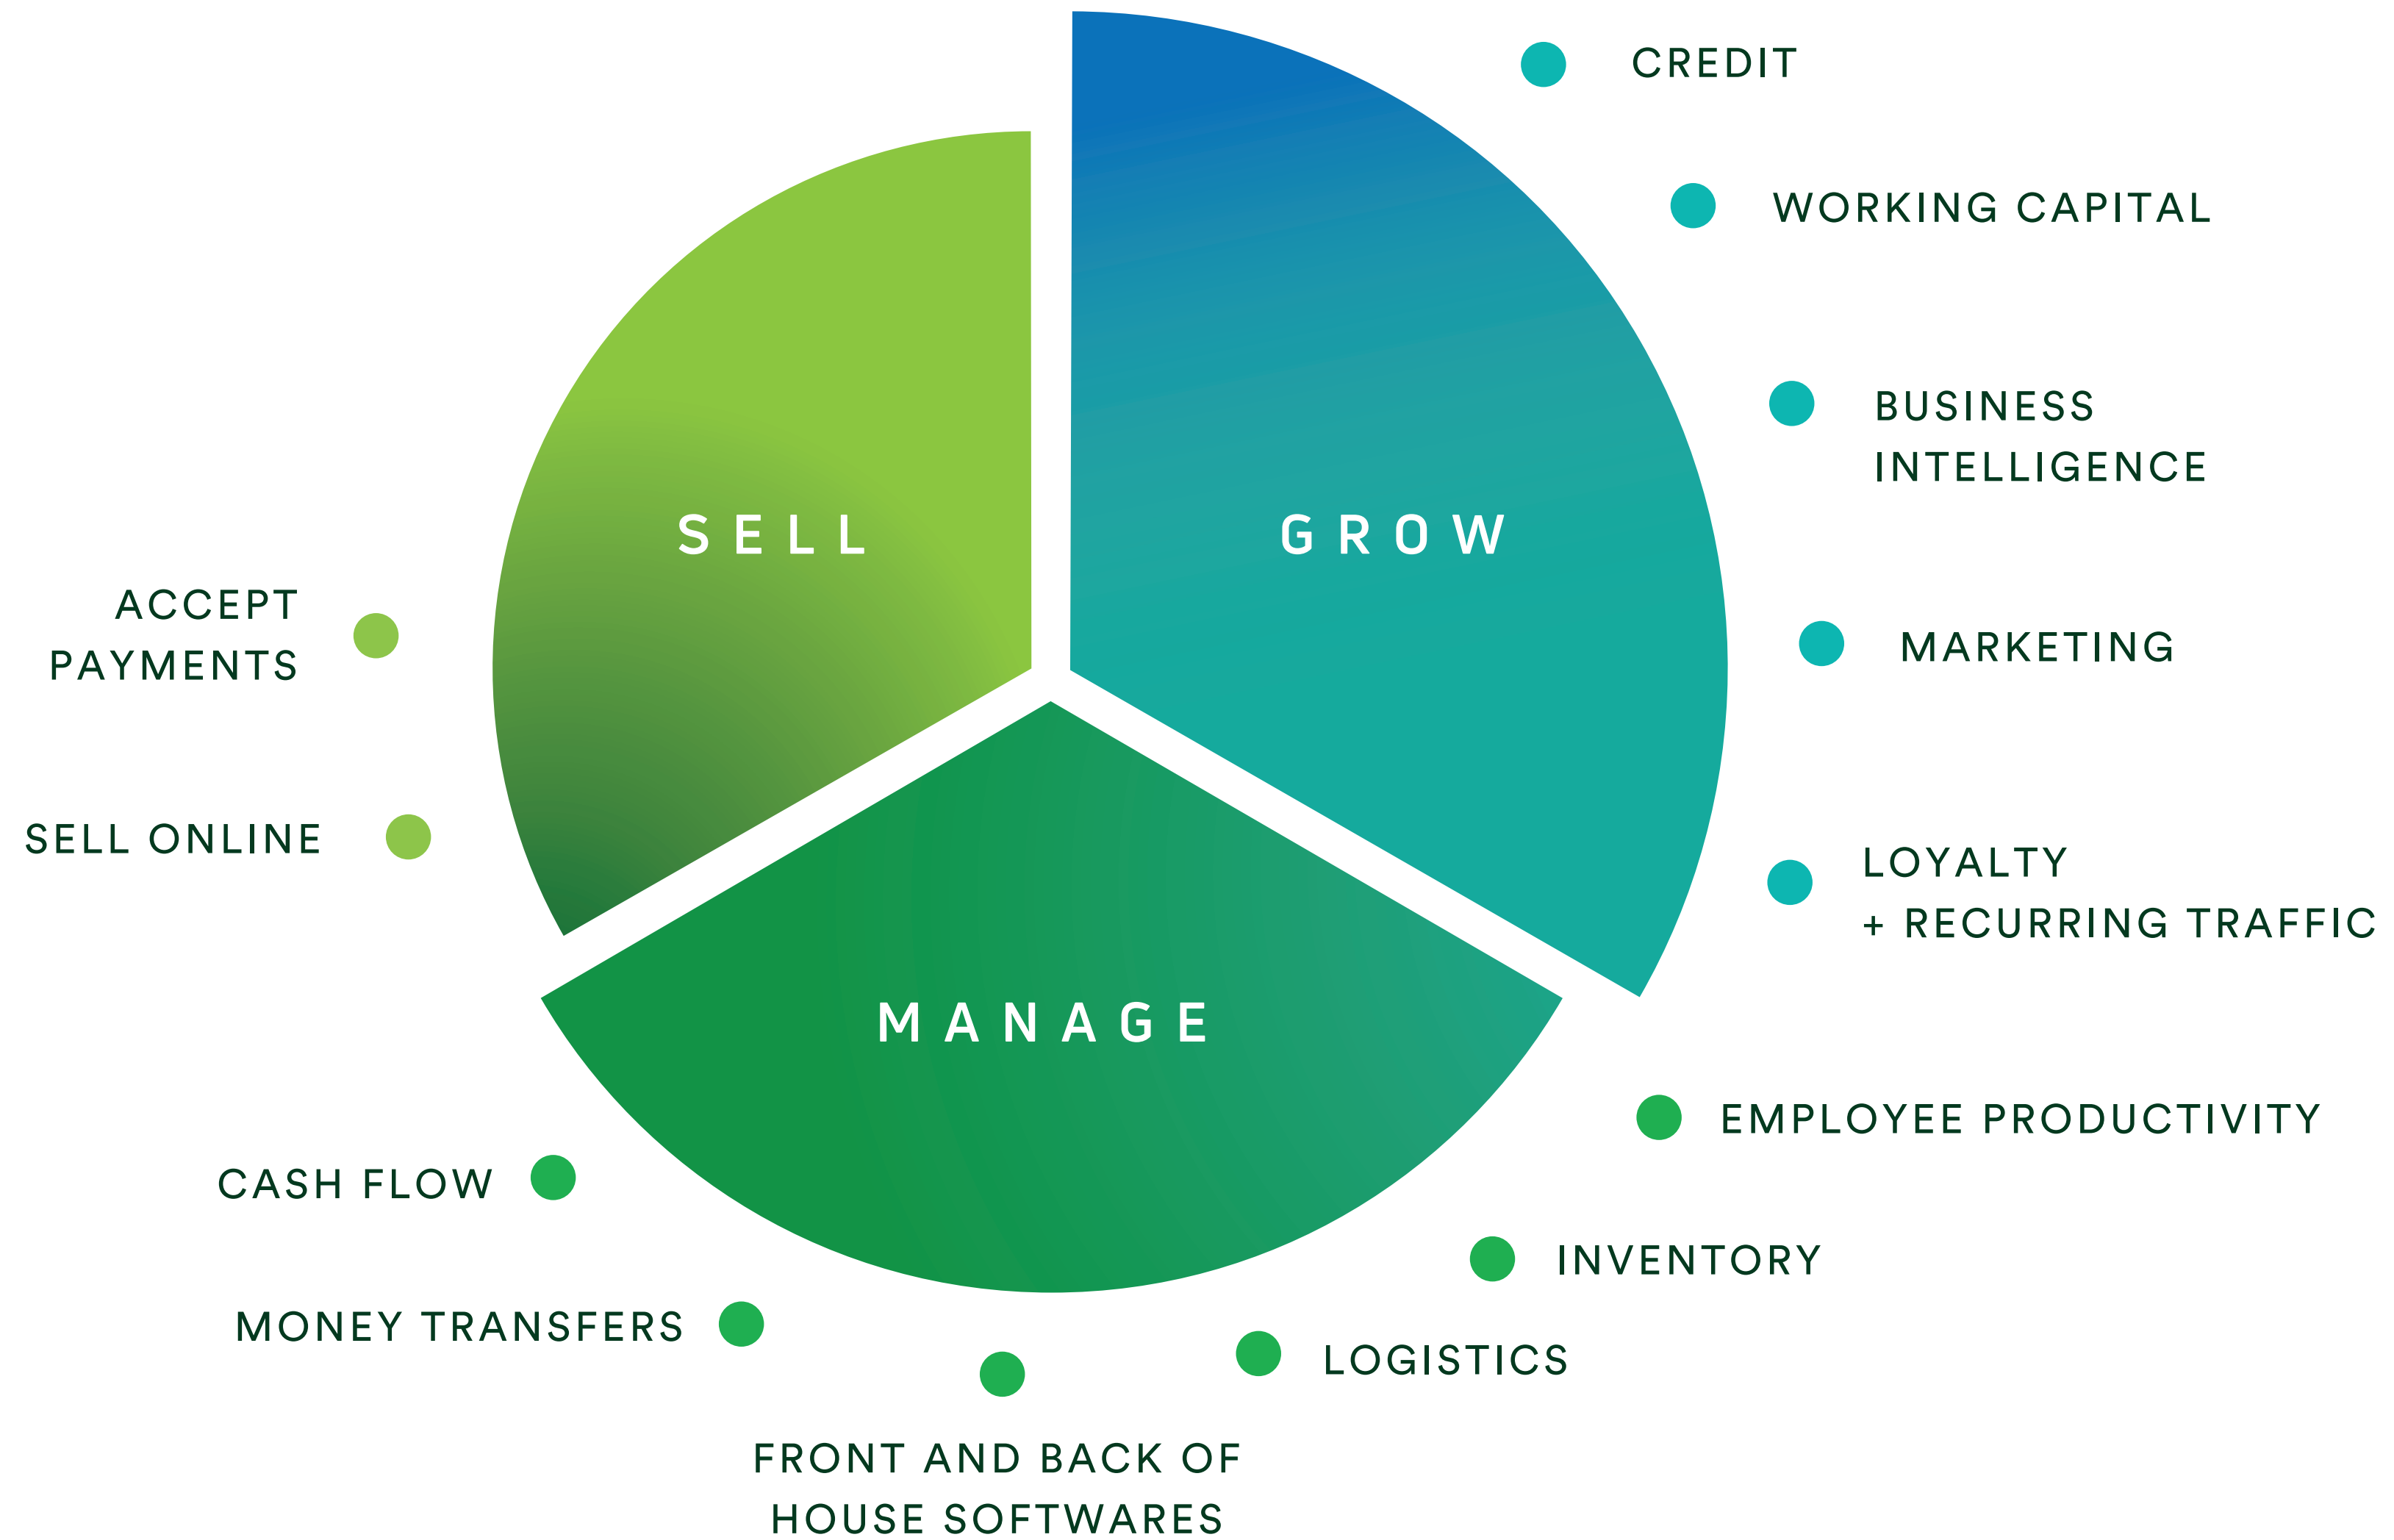 CREDIT
WORKING CAPITAL
BUSINESS
INTELLIGENCE
SELL
GROW
ACCEPT
PAYMENTS
MARKETING
SELL ONLINE
LOYALTY
+ RECURRING TRAFFIC
MANAGE
EMPLOYEE PRODUCTIVITY
CASH FLOW
INVENTORY
MONEY TRANSFERS
LOGISTICS
FRONT AND BACK OF
HOUSE SOFTWARES